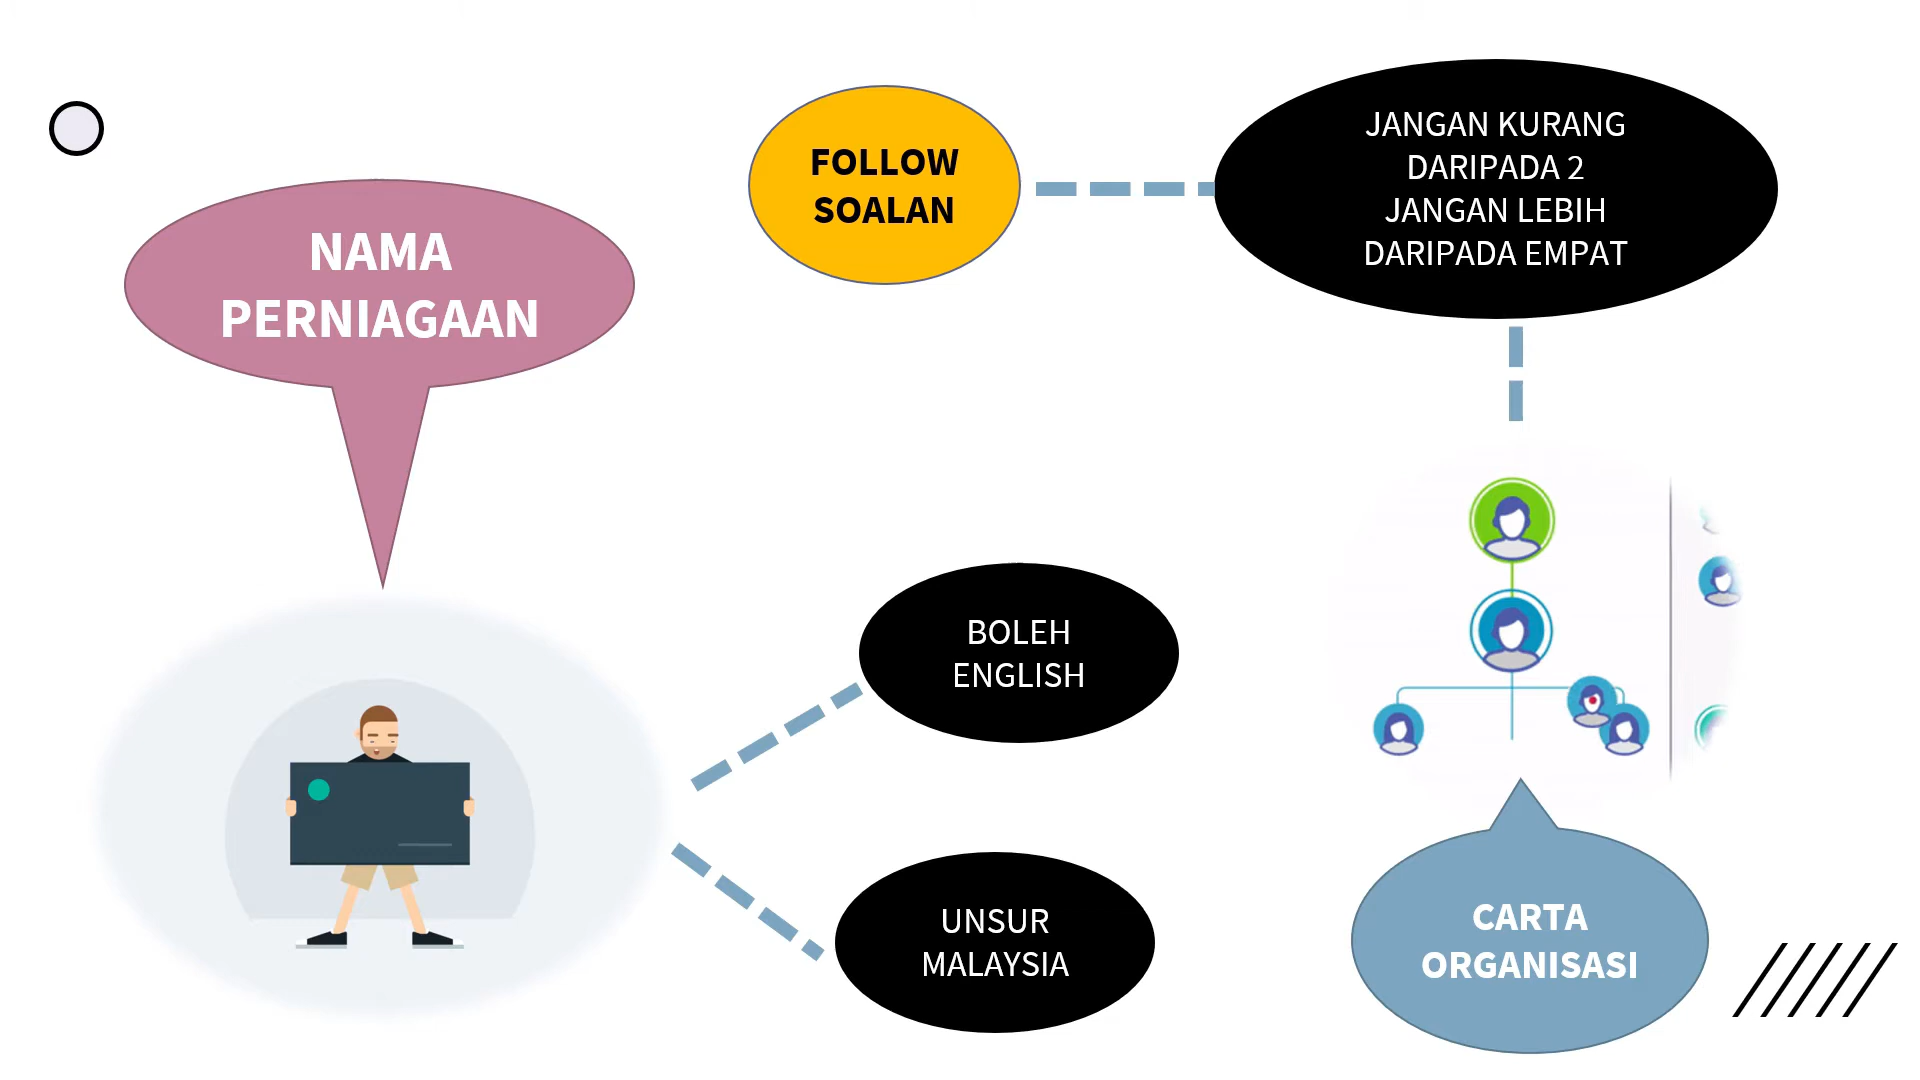 NAMA
PERNIAGAAN
FOLLOW
SOALAN
JANGAN KURANG
DARIPADA 2
JANGAN LEBIH
DARIPADA EMPAT
BOLEH
ENGLISH
UNSUR
MALAYSIA
CARTA
ORGANISASI